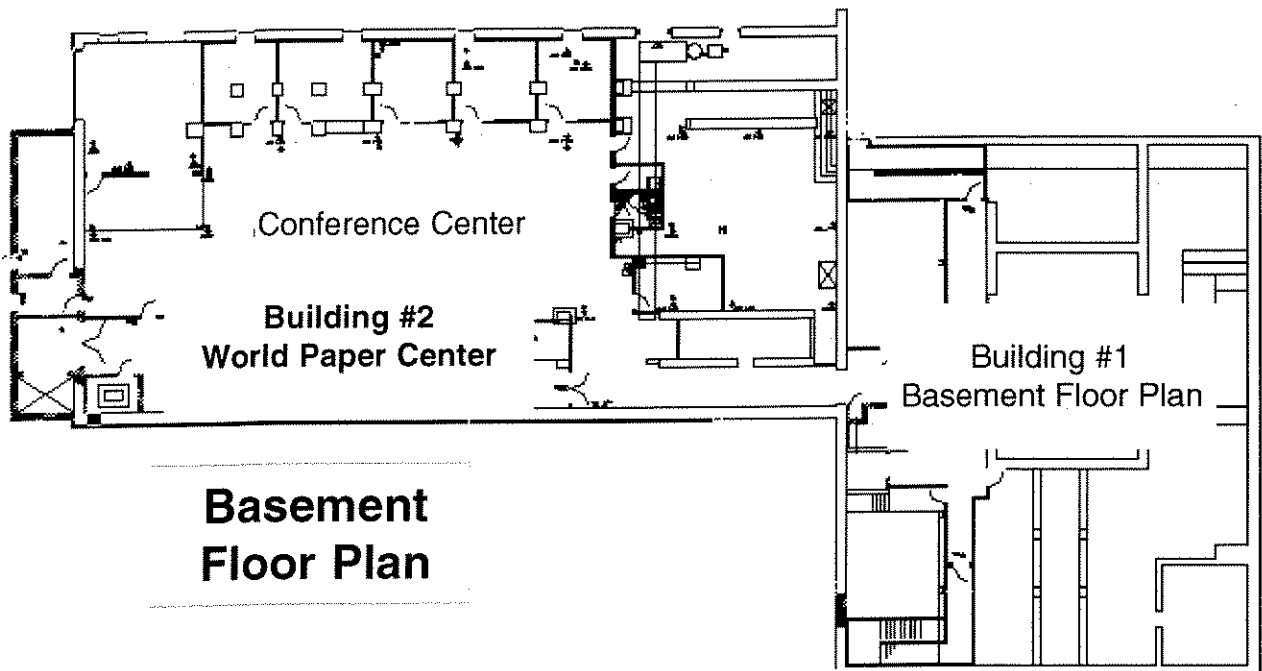 Conference Center
Building #2
World Paper Center
Building #1
Basement Floor Plan
Basement
Floor Plan